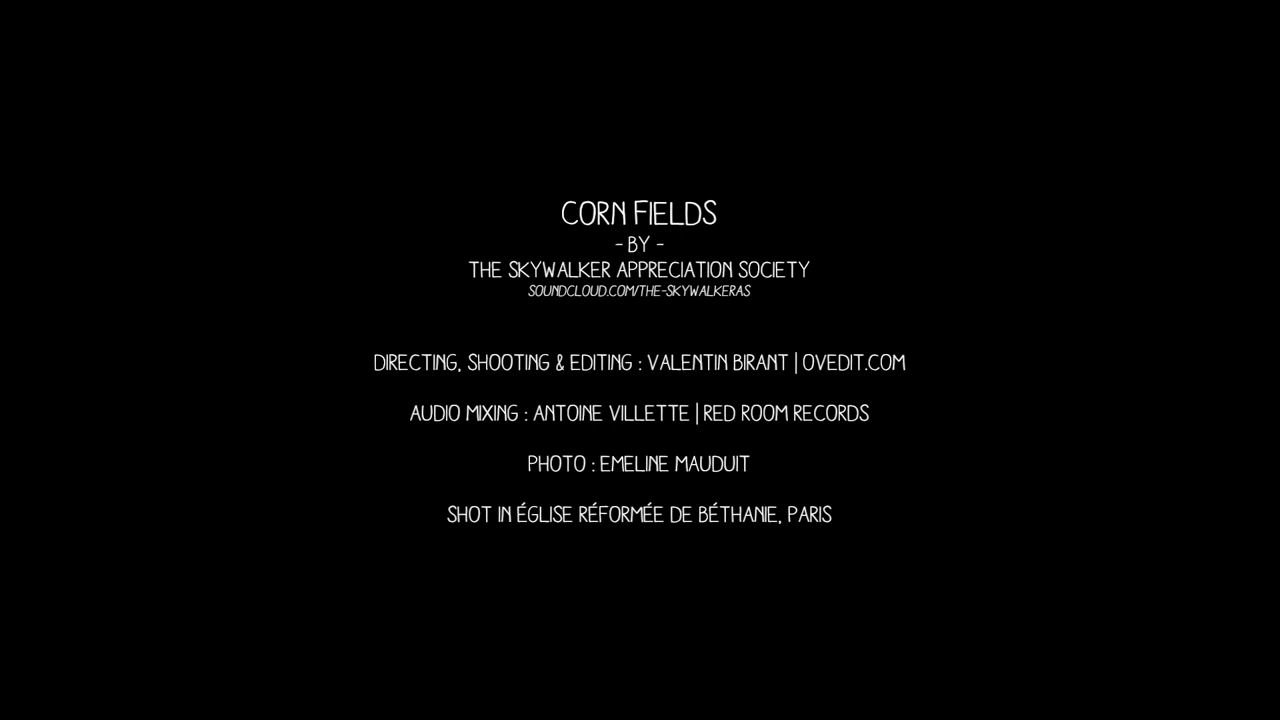 CORN FIELDS
- BY -
THE SKYWALKER APPRECIATION SOCIETY
SOUNDCLOUD.COM/THE-SKYWALKERAS
DIRECTING, SHOOTING & EDITING : VALENTIN BIRANT | OVEDIT.COM
AUDIO MIXING : ANTOINE VILLETTE | RED ROOM RECORDS
PHOTO : EMELINE MAUDUIT
SHOT IN ÉGLISE RÉFORMÉE DE BÉTHANIE, PARIS